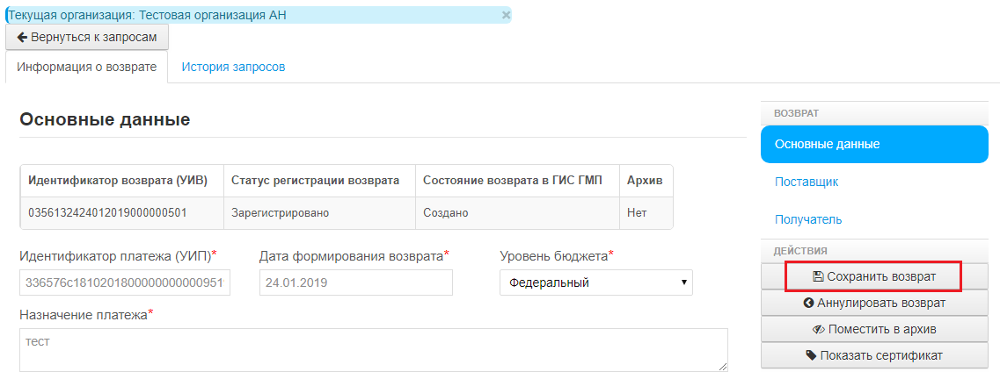 Текущая организация: Тестовая организация АН
Вернуться к запросам
Информация о возврате
История запросов
Основные данные
Идентификатор возврата (УИВ) Статус регистрации возврата Состояние возврата в ГИС ГМП Архив
0356132424012019000000501 Зарегистрировано Создано Нет
Идентификатор платежа (УИП)* Дата формирования возврата* Уровень бюджета*
336576c1810201800000000000951 24.01.2019 Федеральный
Назначение платежа*
тест
ВОЗВРАТ
Основные данные
Поставщик
Получатель
ДЕЙСТВИЯ
Сохранить возврат
Аннулировать возврат
Поместить в архив
Показать сертификат